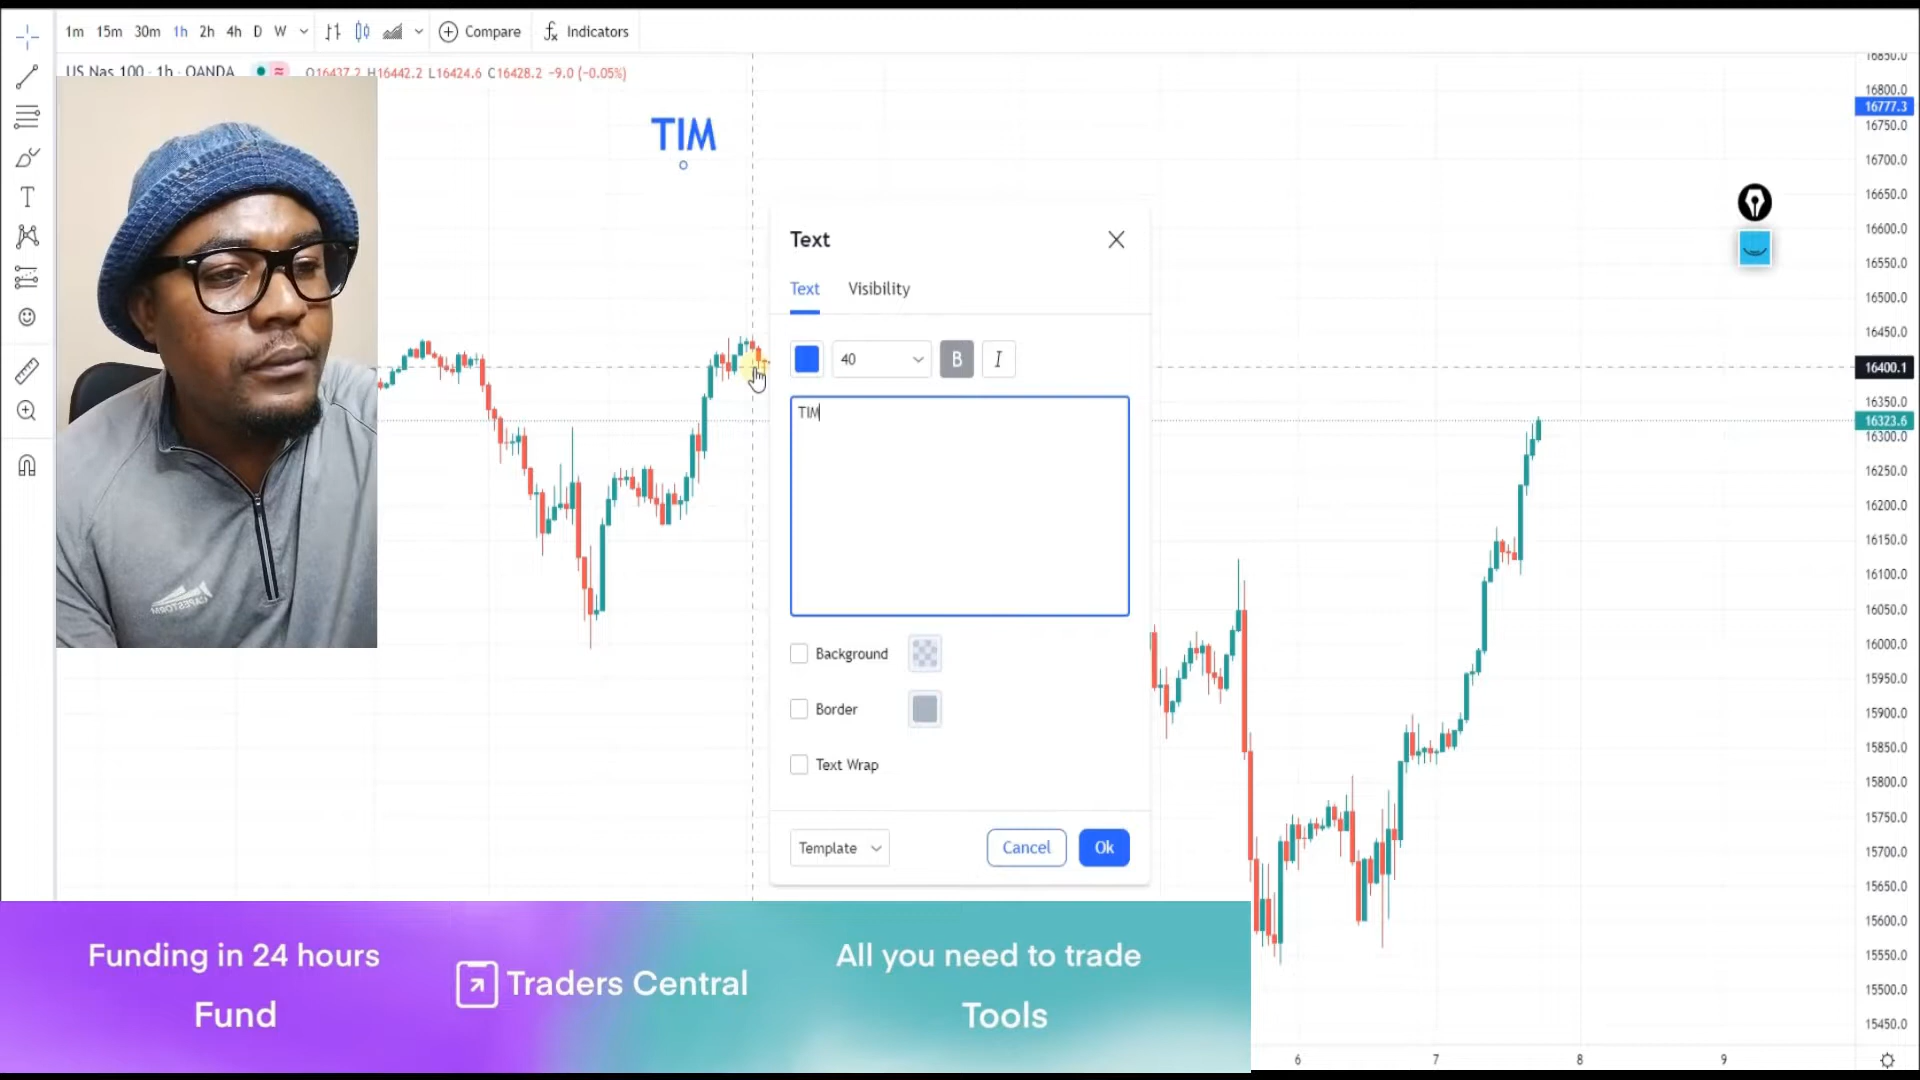 1m 15m 30m 1h 2h 4h D W Compare Indicators
US Nas 100 · 1h · OANDA O16437.2 H16442.2 L16424.6 C16428.2 −9.0 (−0.05%)
TIM
Text
Text Visibility
40 B I
TIM
Background
Border
Text Wrap
Template Cancel Ok
CAPESTORM
16850.0
16800.0
16777.3
16750.0
16700.0
16650.0
16600.0
16550.0
16500.0
16450.0
16400.1
16350.0
16323.6
16300.0
16250.0
16200.0
16150.0
16100.0
16050.0
16000.0
15950.0
15900.0
15850.0
15800.0
15750.0
15700.0
15650.0
15600.0
15550.0
15500.0
15450.0
6 7 8 9
Funding in 24 hours
Fund
Traders Central
All you need to trade
Tools